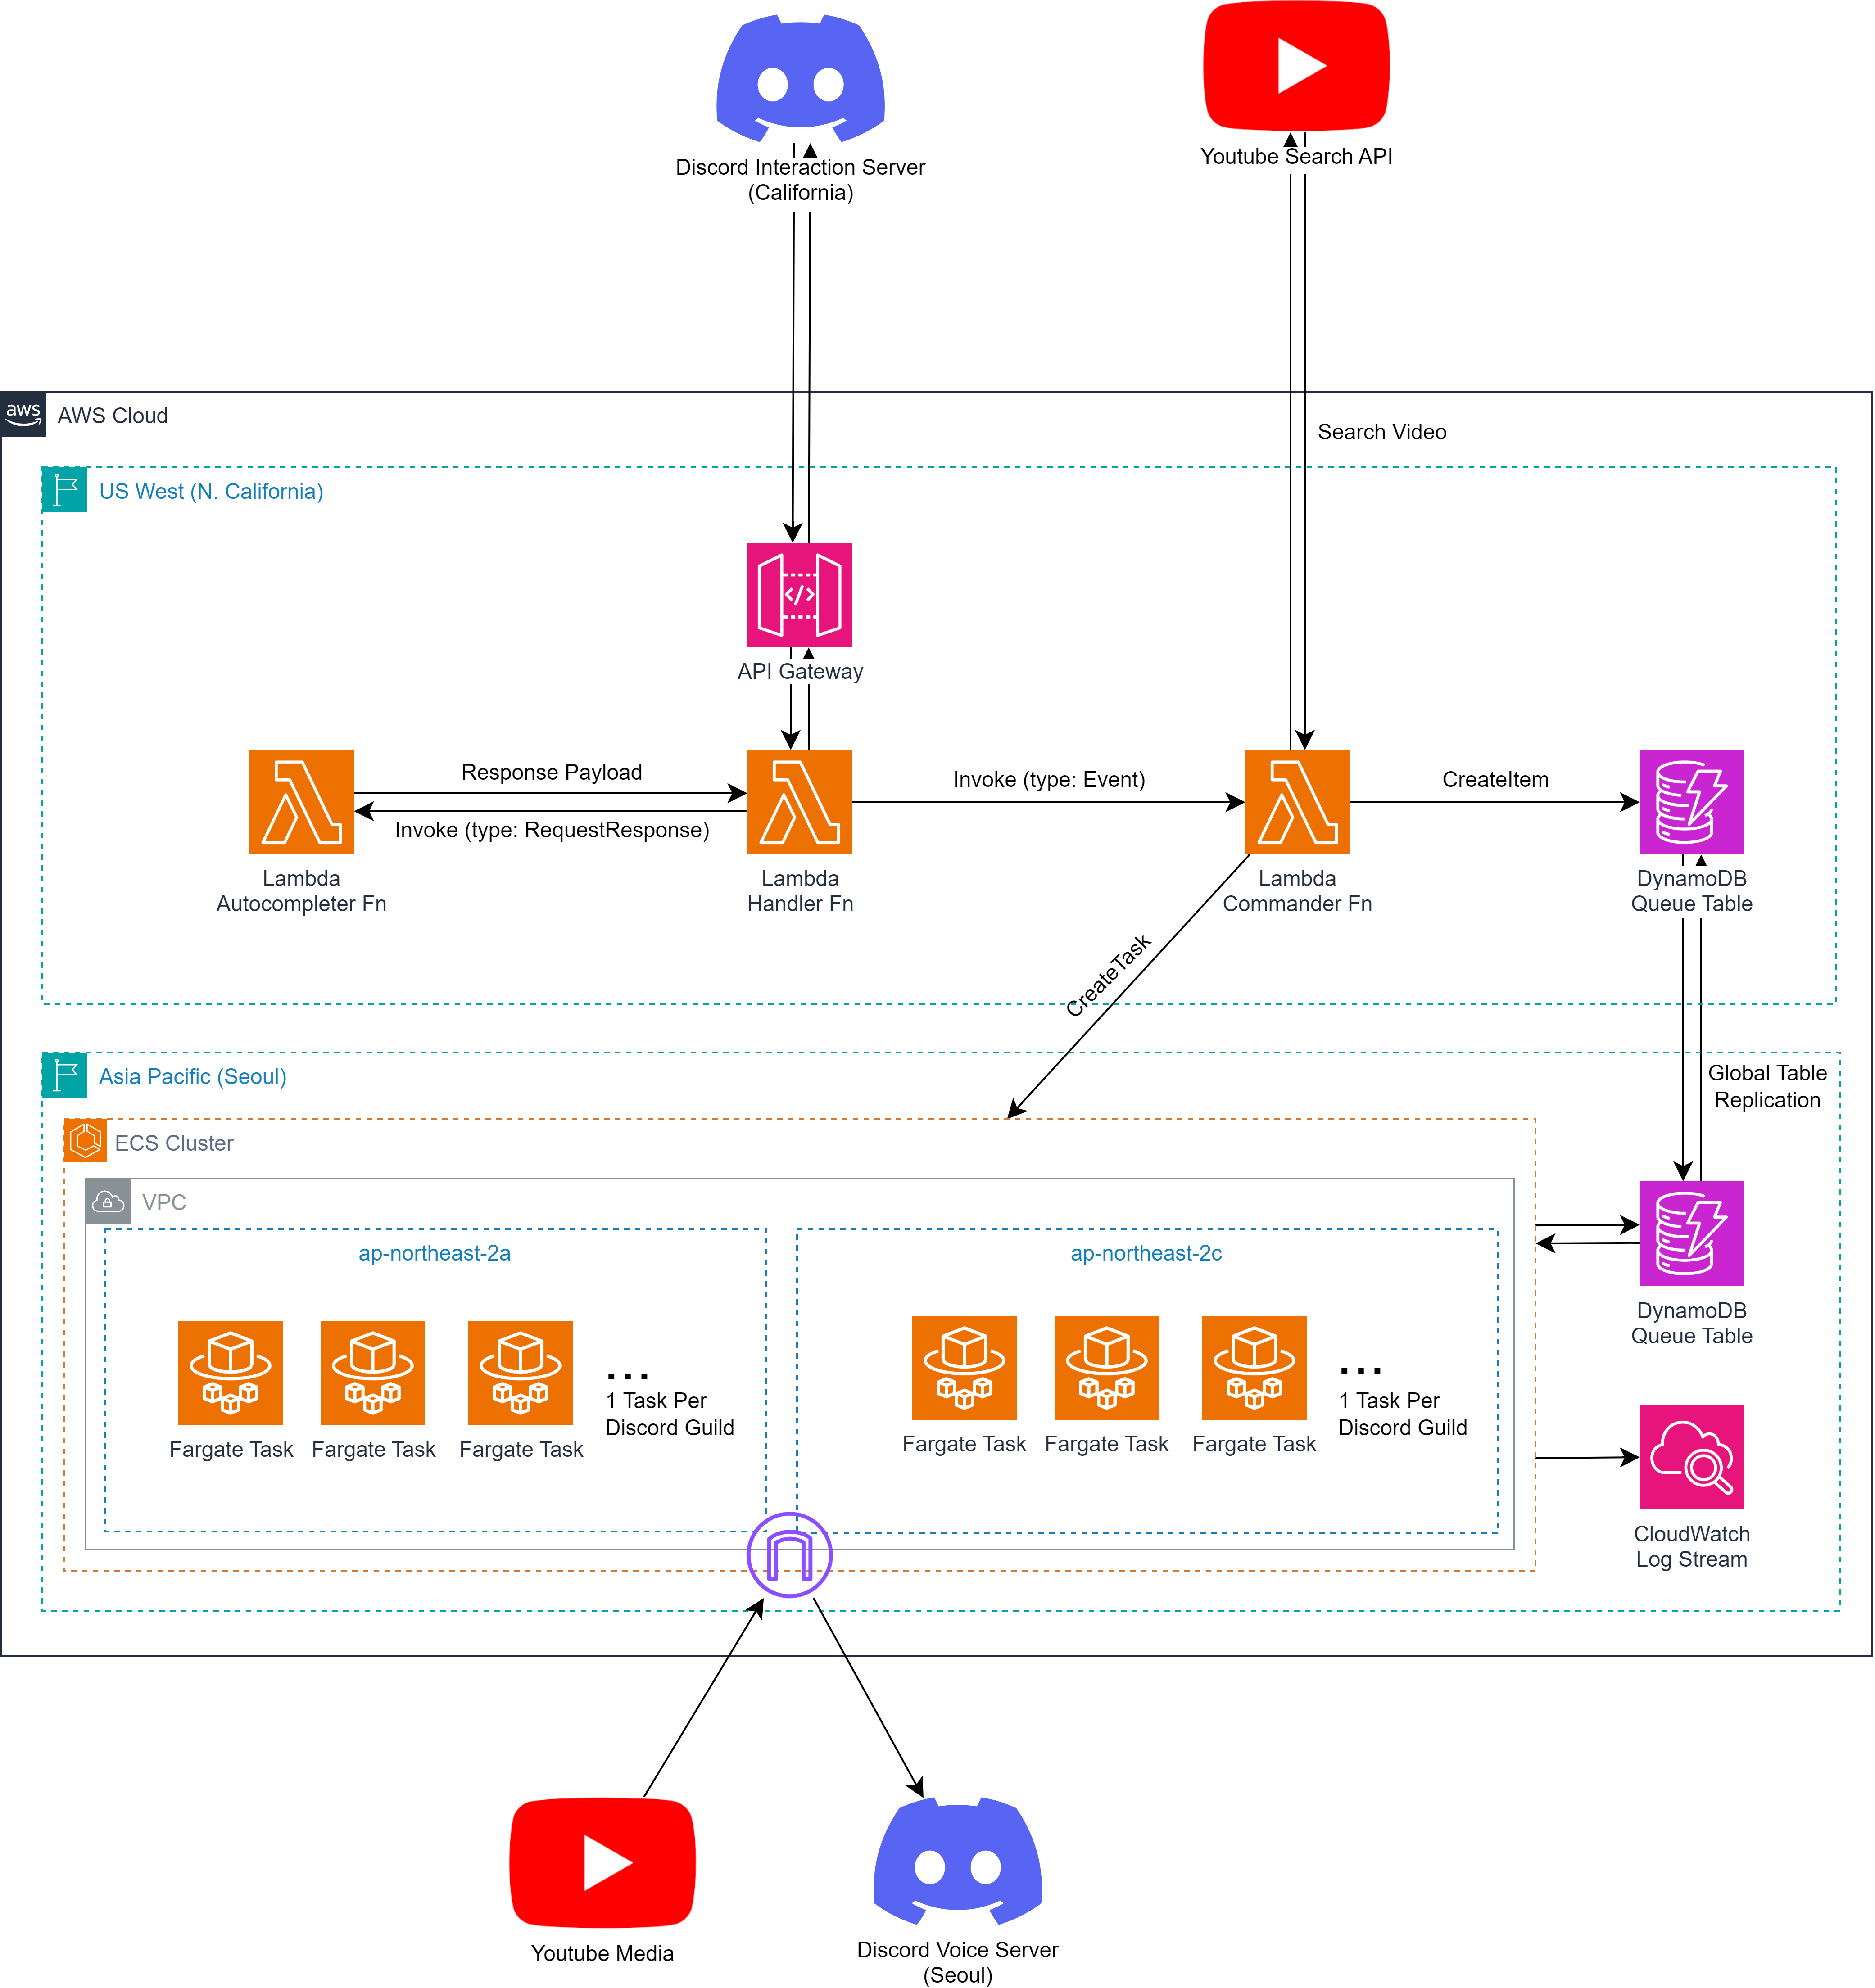 Discord Interaction Server
(California)
Youtube Search API
aws
AWS Cloud
Search Video
US West (N. California)
</>
API Gateway
Response Payload
Invoke (type: RequestResponse)
Invoke (type: Event)
CreateItem
Lambda
Autocompleter Fn
Lambda
Handler Fn
Lambda
Commander Fn
DynamoDB
Queue Table
CreateTask
Asia Pacific (Seoul)
Global Table
Replication
ECS Cluster
VPC
ap-northeast-2a
ap-northeast-2c
Fargate Task
Fargate Task
Fargate Task
...
1 Task Per
Discord Guild
Fargate Task
Fargate Task
Fargate Task
...
1 Task Per
Discord Guild
DynamoDB
Queue Table
CloudWatch
Log Stream
Youtube Media
Discord Voice Server
(Seoul)